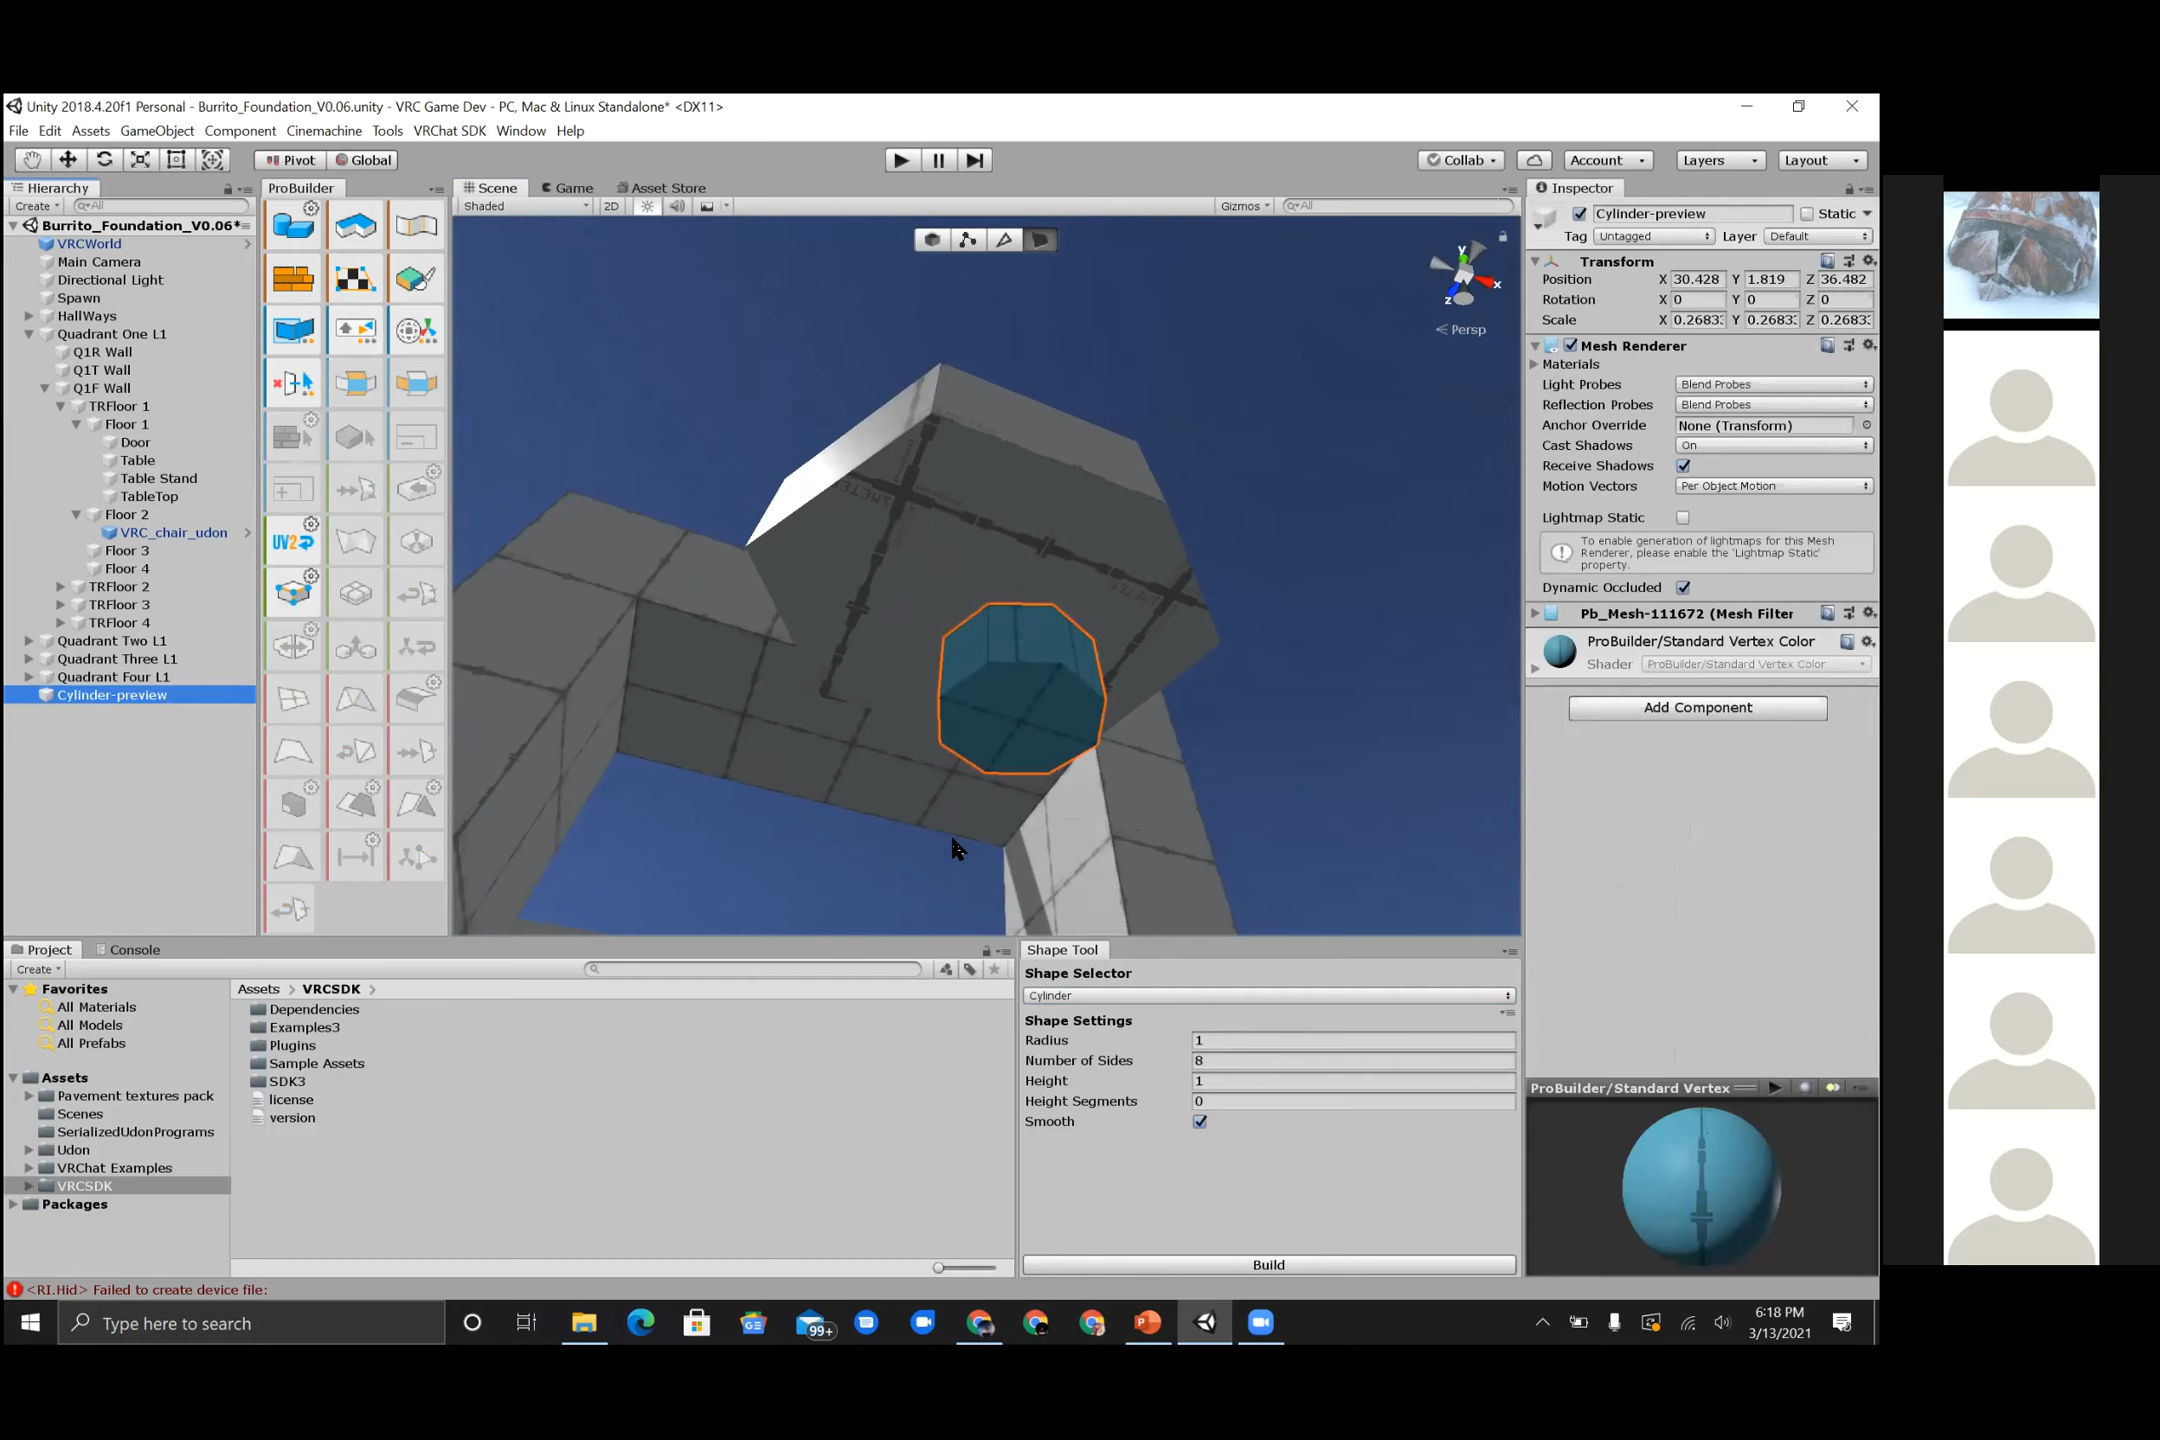 Unity 2018.4.20f1 Personal - Burrito_Foundation_V0.06.unity - VRC Game Dev - PC, Mac & Linux Standalone* <DX11>
File Edit Assets GameObject Component Cinemachine Tools VRChat SDK Window Help
Pivot Global Collab Account Layers Layout
Hierarchy
Create All
Burrito_Foundation_V0.06*
VRCWorld
Main Camera
Directional Light
Spawn
HallWays
Quadrant One L1
Q1R Wall
Q1T Wall
Q1F Wall
TRFloor 1
Floor 1
Door
Table
Table Stand
TableTop
Floor 2
VRC_chair_udon
Floor 3
Floor 4
TRFloor 2
TRFloor 3
TRFloor 4
Quadrant Two L1
Quadrant Three L1
Quadrant Four L1
Cylinder-preview
ProBuilder
UV2
Scene Game Asset Store
Shaded 2D Gizmos All
y
x
z
Persp
Inspector
Cylinder-preview Static
Tag Untagged Layer Default
Transform
Position X 30.428 Y 1.819 Z 36.482
Rotation X 0 Y 0 Z 0
Scale X 0.2683 Y 0.2683 Z 0.2683
Mesh Renderer
Materials
Light Probes Blend Probes
Reflection Probes Blend Probes
Anchor Override None (Transform)
Cast Shadows On
Receive Shadows
Motion Vectors Per Object Motion
Lightmap Static
To enable generation of lightmaps for this Mesh
Renderer, please enable the 'Lightmap Static'
property.
Dynamic Occluded
Pb_Mesh-111672 (Mesh Filter
ProBuilder/Standard Vertex Color
Shader ProBuilder/Standard Vertex Color
Add Component
ProBuilder/Standard Vertex
Project Console
Create
Favorites
All Materials
All Models
All Prefabs
Assets
Pavement textures pack
Scenes
SerializedUdonPrograms
Udon
VRChat Examples
VRCSDK
Packages
Assets > VRCSDK >
Dependencies
Examples3
Plugins
Sample Assets
SDK3
license
version
Shape Tool
Shape Selector
Cylinder
Shape Settings
Radius 1
Number of Sides 8
Height 1
Height Segments 0
Smooth
Build
<RI.Hid> Failed to create device file:
Type here to search
99+
6:18 PM
3/13/2021